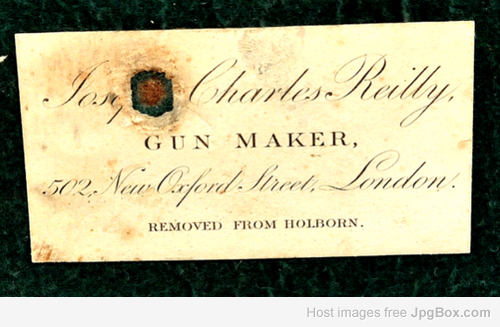 Charles Reilly,
GUN MAKER,
502, New Oxford Street, London.
REMOVED FROM HOLBORN.
Host images free JpgBox.com